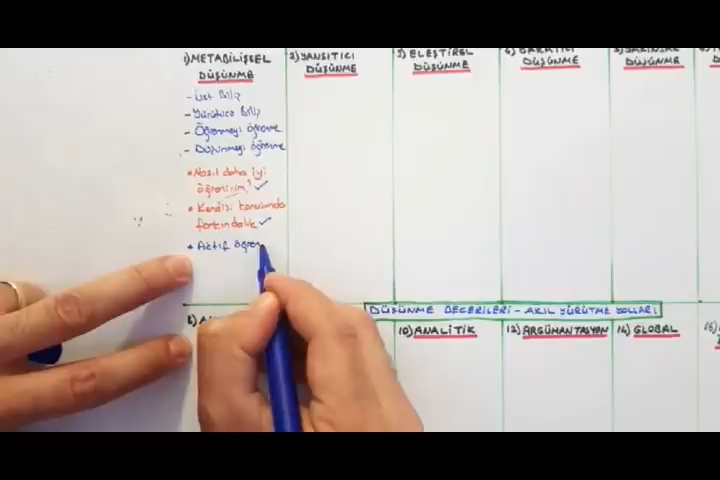 1) METABİLİŞSEL
DÜŞÜNME
- Üst Biliş
- Yürütücü Biliş
- Öğrenmeyi öğrenme
- Düşünmeyi öğrenme
* Nasıl daha iyi
öğrenirim? ✓
* Kendisi konusunda
farkındalık ✓
* Aktif öğren
2) YANSITICI
DÜŞÜNME
3) ELEŞTİREL
DÜŞÜNME
DÜŞÜNME
DÜŞÜNME
DÜŞÜNME BECERİLERİ - AKIL YÜRÜTME YOLLARI
10) ANALİTİK
12) ARGÜMANTASYON
14) GLOBAL